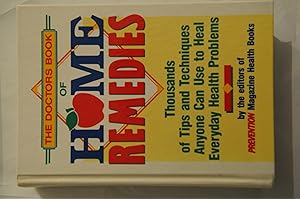 THE DOCTORS BOOK
OF
HOME
REMEDIES
Thousands
of Tips and Techniques
Anyone Can Use to Heal
Everyday Health Problems
by the editors of
PREVENTION Magazine Health Books